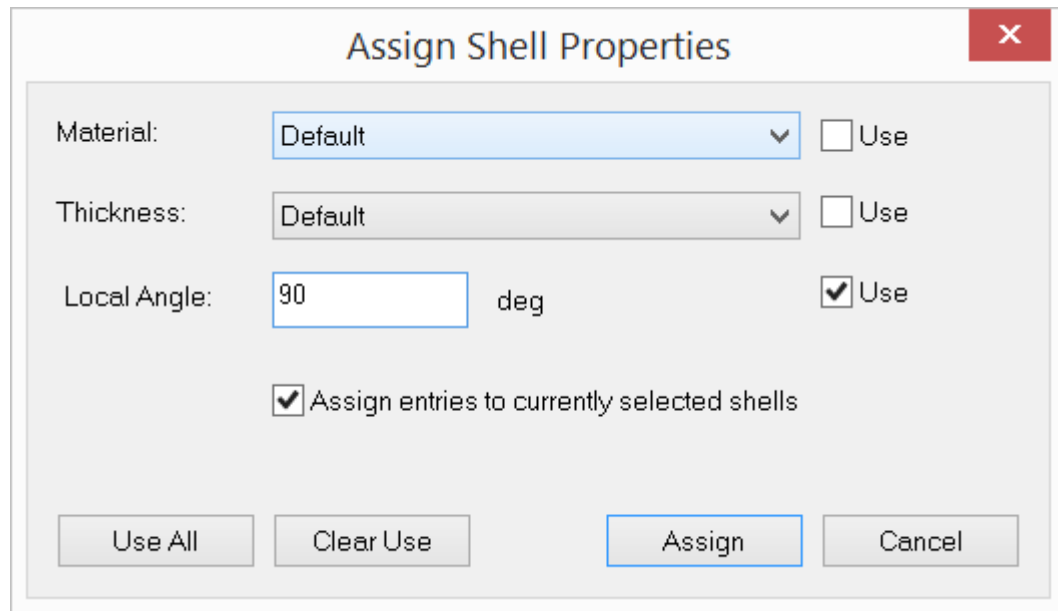 Assign Shell Properties
Material: Default Use
Thickness: Default Use
Local Angle: 90 deg Use
Assign entries to currently selected shells
Use All Clear Use Assign Cancel